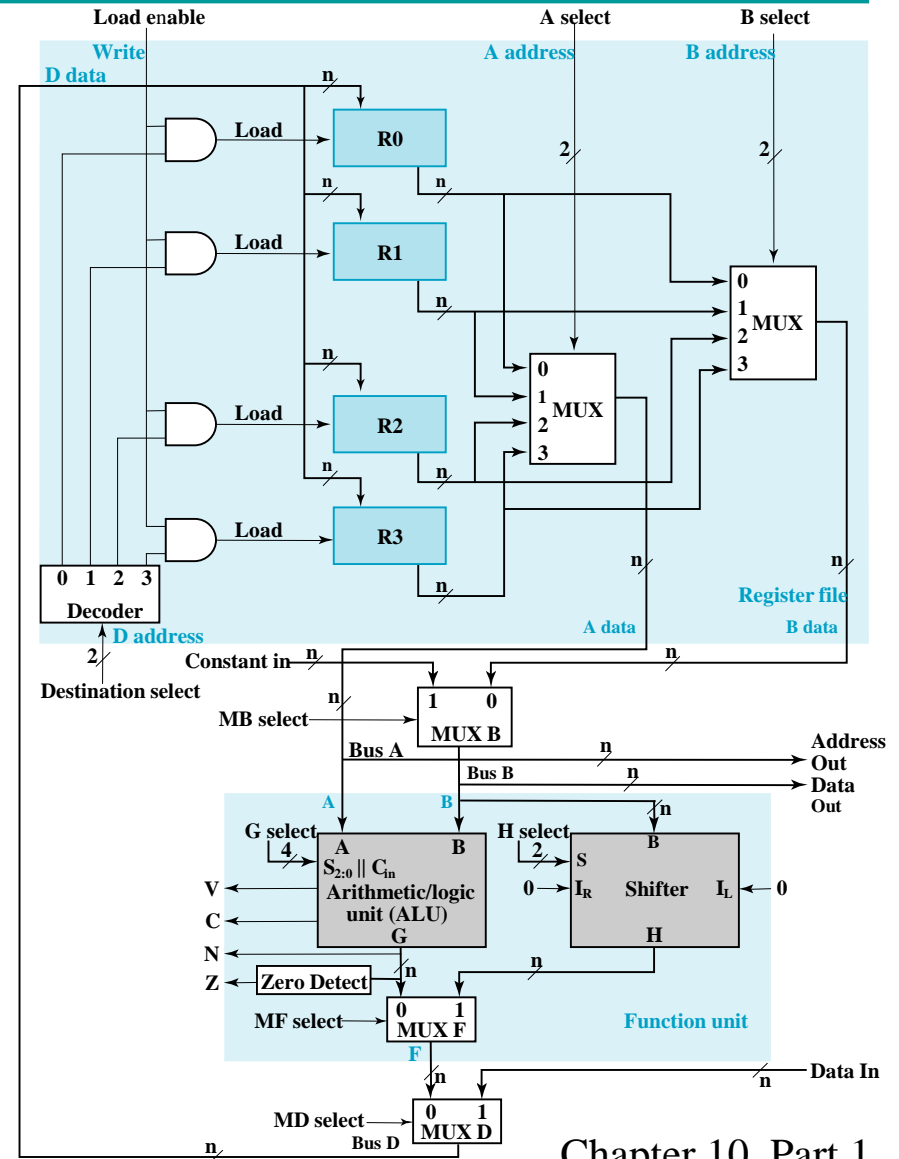 Load enable
A select
B select
Write
A address
B address
D data
n
Load
R0
2
2
n
n
n
Load
R1
0
n
1
MUX
2
n
3
0
1
MUX
Load
R2
2
3
n
n
n
Load
R3
n
n
0 1 2 3
n
Decoder
Register file
D address
A data
B data
2
Constant in
n
n
Destination select
n
1 0
MB select
MUX B
Address
Out
Bus A
n
Bus B
n
Data
Out
A
B
n
G select
H select
4
A
B
2
B
S2:0 || Cin
S
V
Arithmetic/logic
unit (ALU)
0
IR
Shifter
IL
0
C
G
H
N
n
n
Z
Zero Detect
0 1
MF select
MUX F
Function unit
F
n
n
Data In
0 1
MD select
MUX D
Bus D
n
Chapter 10 Part 1